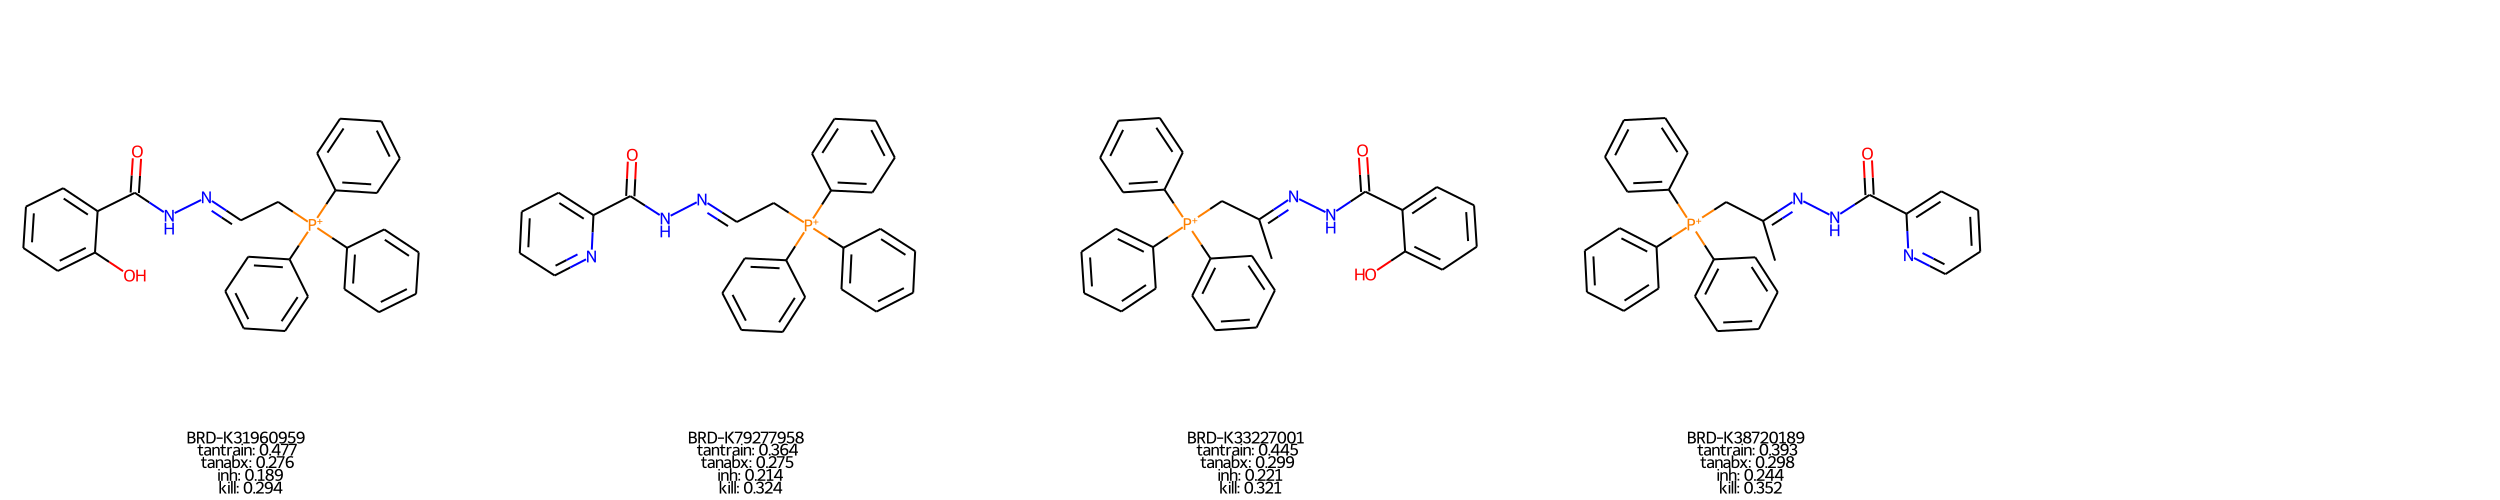 O O O O
N N N N
N H N H N H N H
P+ P+ P+ P+
OH N HO N
BRD-K31960959 BRD-K79277958 BRD-K33227001 BRD-K38720189
tantrain: 0.477 tantrain: 0.364 tantrain: 0.445 tantrain: 0.393
tanabx: 0.276 tanabx: 0.275 tanabx: 0.299 tanabx: 0.298
inh: 0.189 inh: 0.214 inh: 0.221 inh: 0.244
kill: 0.294 kill: 0.324 kill: 0.321 kill: 0.352